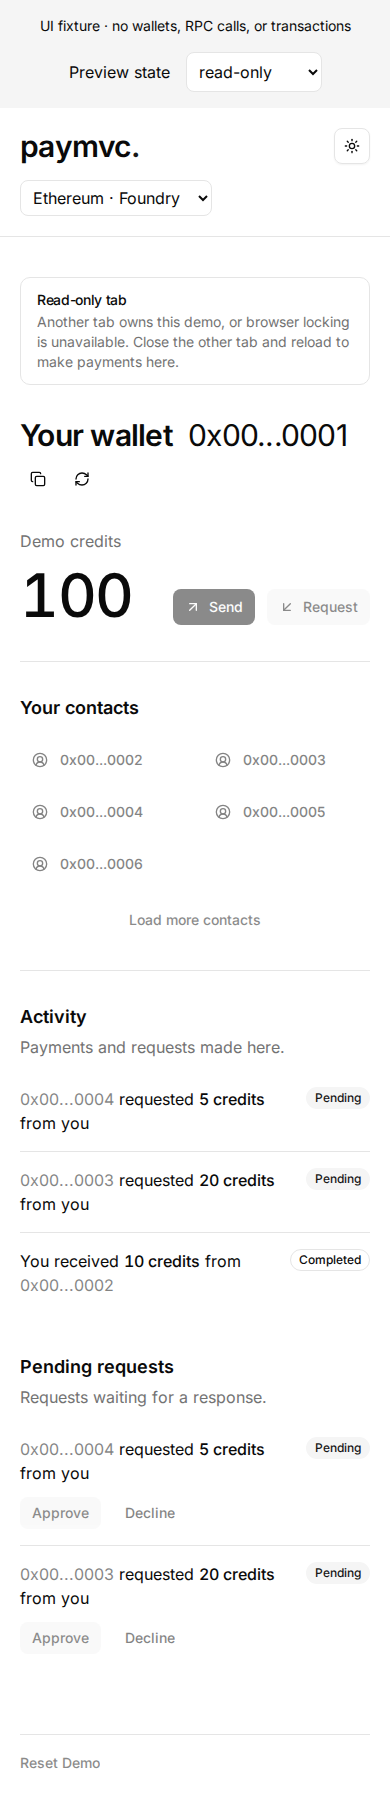 UI fixture · no wallets, RPC calls, or transactions
Preview state read-only
paymvc.
Ethereum · Foundry
Read-only tab
Another tab owns this demo, or browser locking
is unavailable. Close the other tab and reload to
make payments here.
Your wallet 0x00...0001
Demo credits
100
Send Request
Your contacts
0x00...0002 0x00...0003
0x00...0004 0x00...0005
0x00...0006
Load more contacts
Activity
Payments and requests made here.
0x00...0004 requested 5 credits Pending
from you
0x00...0003 requested 20 credits Pending
from you
You received 10 credits from Completed
0x00...0002
Pending requests
Requests waiting for a response.
0x00...0004 requested 5 credits Pending
from you
Approve Decline
0x00...0003 requested 20 credits Pending
from you
Approve Decline
Reset Demo